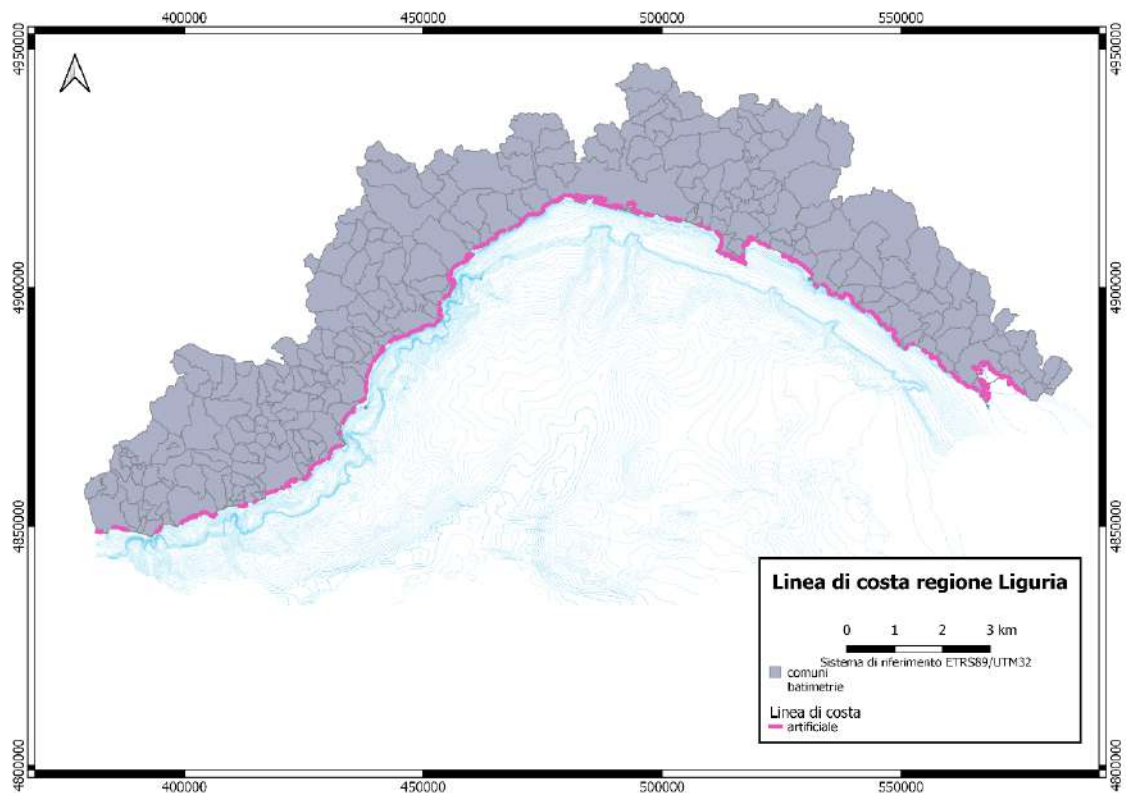 400000 450000 500000 550000
4950000 4950000
4900000 4900000
4850000 4850000
4800000 4800000
Linea di costa regione Liguria
0 1 2 3 km
Sistema di riferimento ETRS89/UTM32
comuni
batimetrie
Linea di costa
artificiale
400000 450000 500000 550000